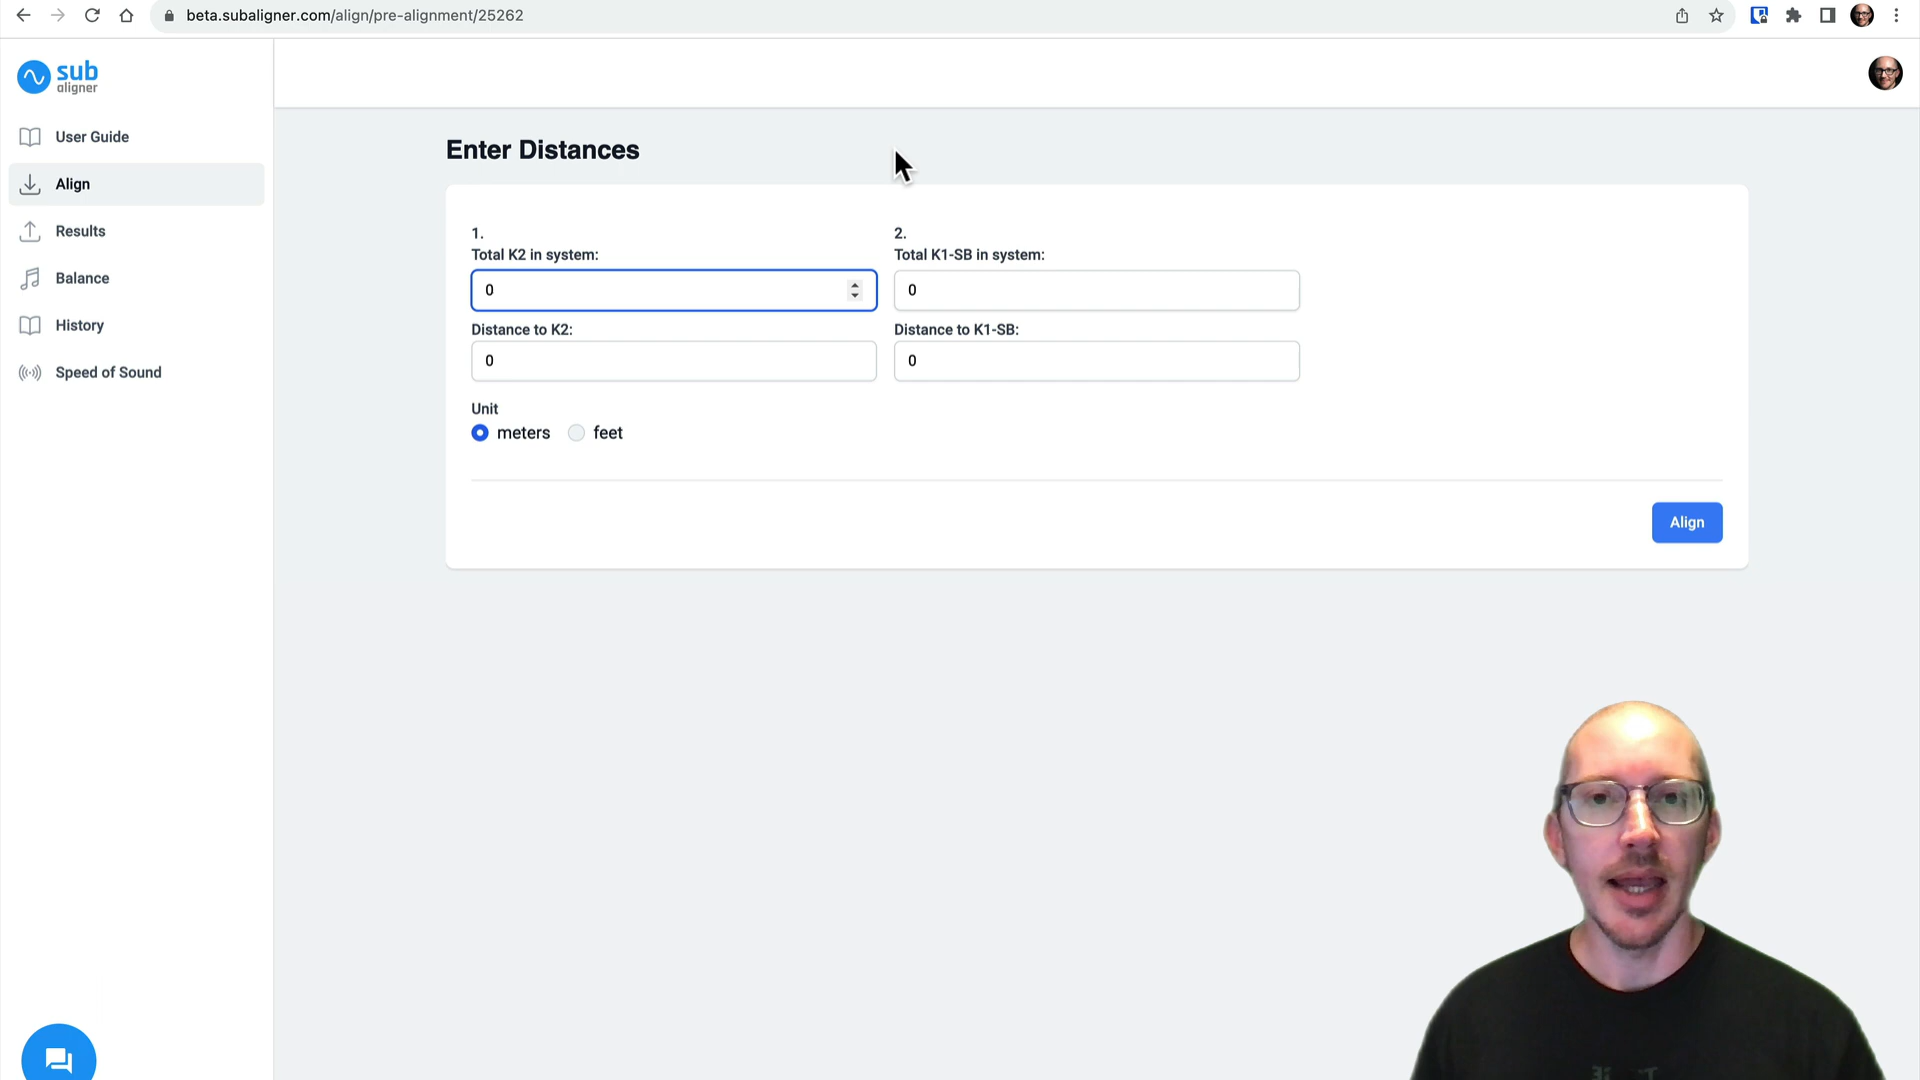 beta.subaligner.com/align/pre-alignment/25262
sub
aligner
User Guide
Align
Results
Balance
History
Speed of Sound
Enter Distances
1.
Total K2 in system:
0
Distance to K2:
0
2.
Total K1-SB in system:
0
Distance to K1-SB:
0
Unit
meters
feet
Align